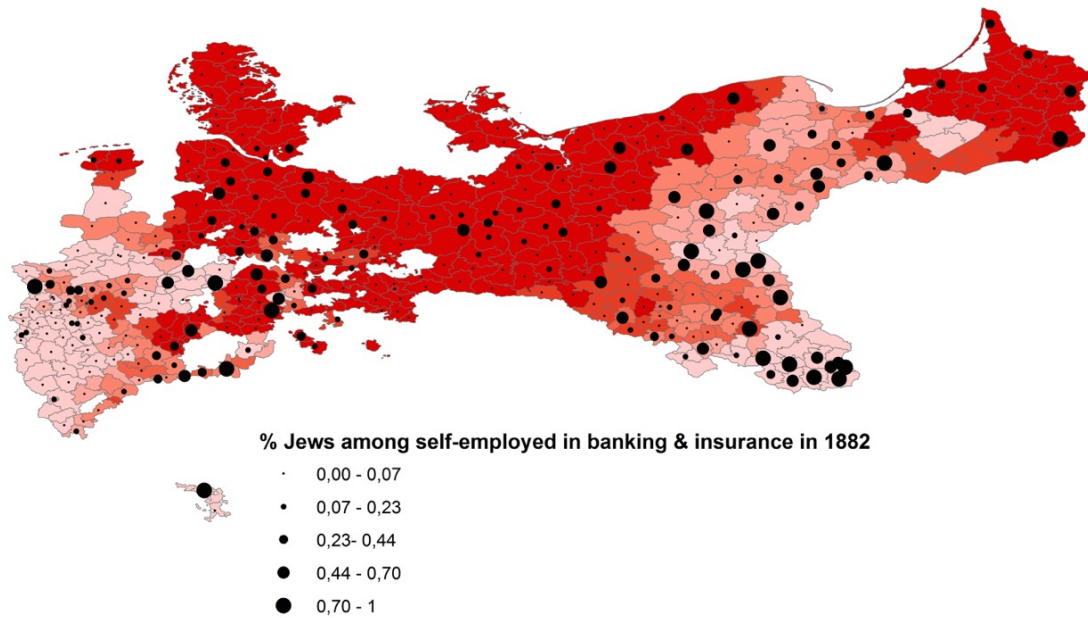 % Jews among self-employed in banking & insurance in 1882
0,00 - 0,07
0,07 - 0,23
0,23- 0,44
0,44 - 0,70
0,70 - 1